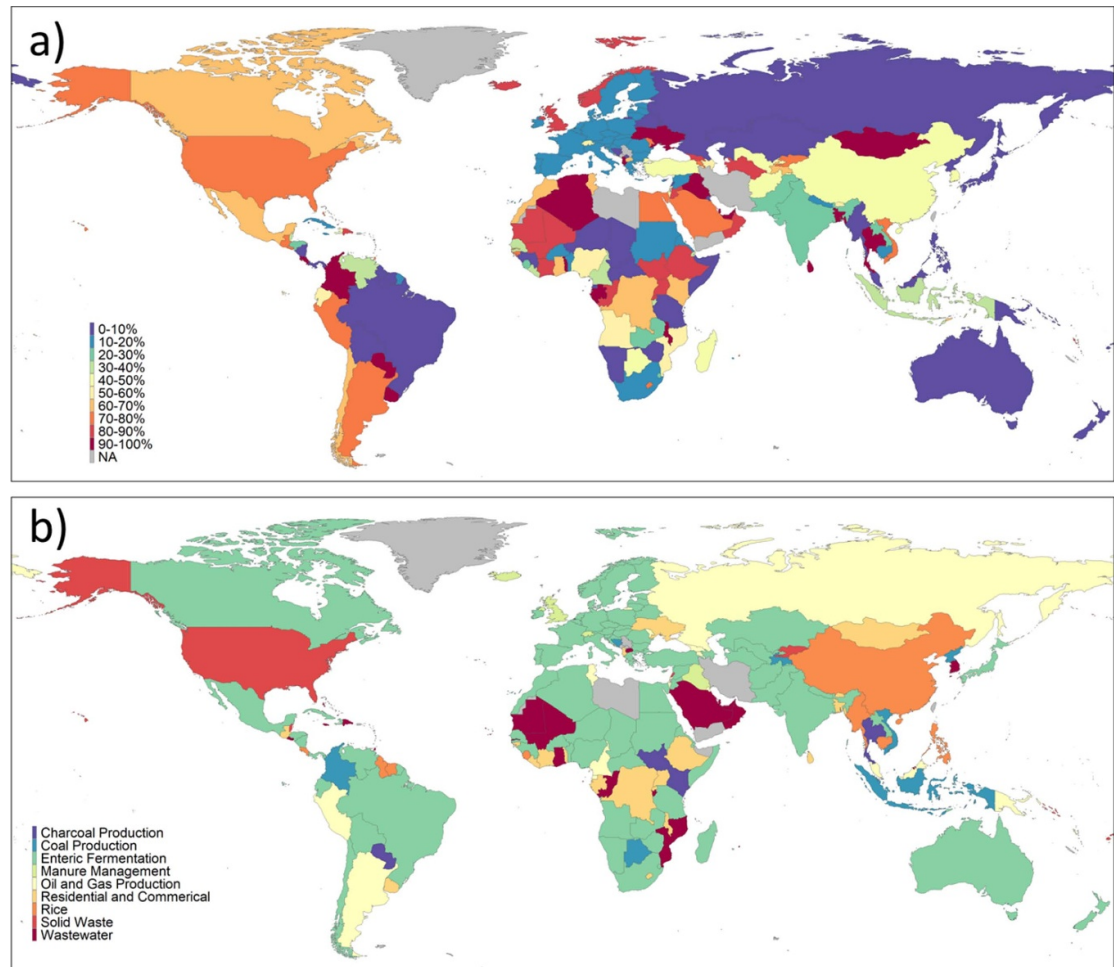 a)
0-10%
10-20%
20-30%
30-40%
40-50%
50-60%
60-70%
70-80%
80-90%
90-100%
NA
b)
Charcoal Production
Coal Production
Enteric Fermentation
Manure Management
Oil and Gas Production
Residential and Commerical
Rice
Solid Waste
Wastewater